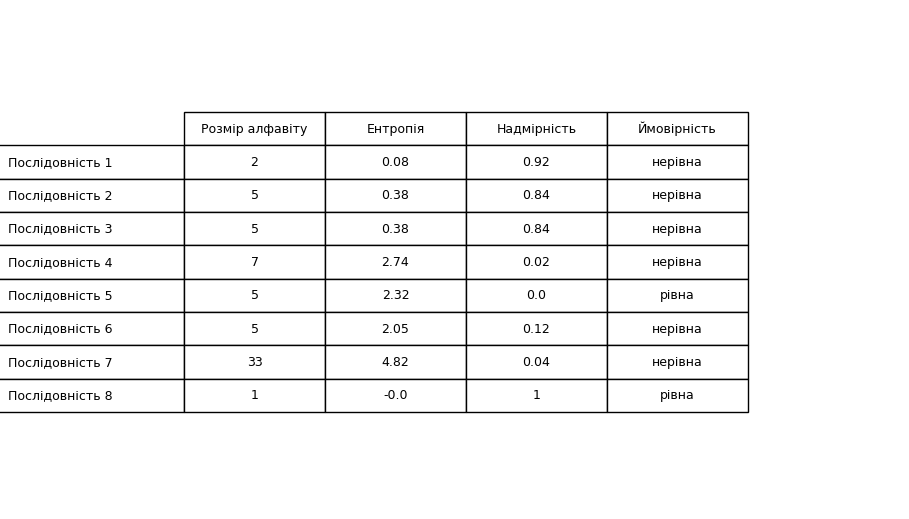 Розмір алфавіту Ентропія Надмірність Ймовірність
Послідовність 1 2 0.08 0.92 нерівна
Послідовність 2 5 0.38 0.84 нерівна
Послідовність 3 5 0.38 0.84 нерівна
Послідовність 4 7 2.74 0.02 нерівна
Послідовність 5 5 2.32 0.0 рівна
Послідовність 6 5 2.05 0.12 нерівна
Послідовність 7 33 4.82 0.04 нерівна
Послідовність 8 1 -0.0 1 рівна